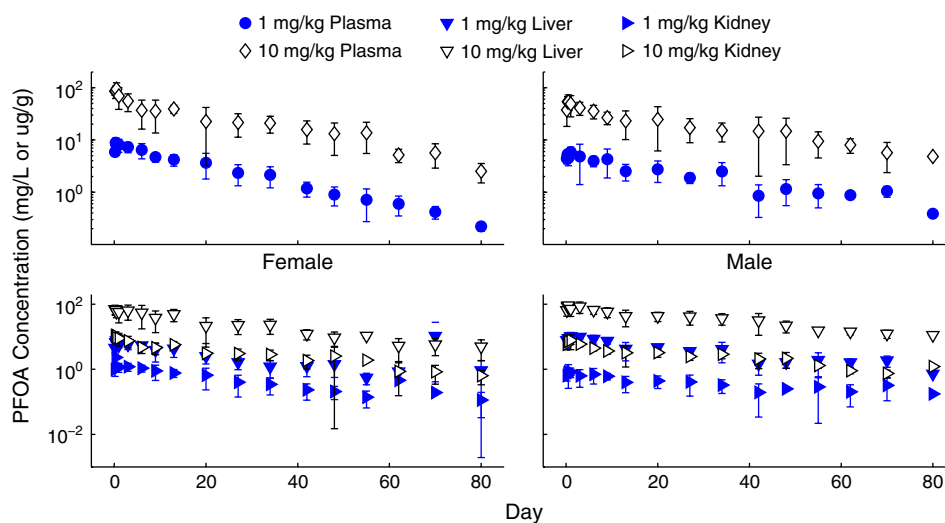 1 mg/kg Plasma 1 mg/kg Liver 1 mg/kg Kidney
10 mg/kg Plasma 10 mg/kg Liver 10 mg/kg Kidney
PFOA Concentration (mg/L or ug/g)
10^2
10^1
10^0
Female Male
10^2
10^0
10^-2
0 20 40 60 80 0 20 40 60 80
Day